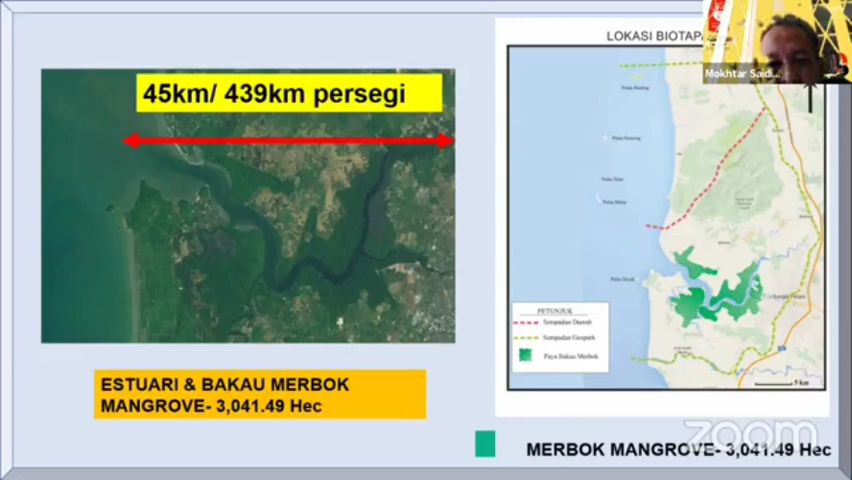 LOKASI BIOTAPA
Mokhtar Saidi...
45km/ 439km persegi
PETUNJUK
Sempadan Daerah
Sempadan Geopark
Paya Bakau Merbok
5 km
ESTUARI & BAKAU MERBOK
MANGROVE- 3,041.49 Hec
zoom
MERBOK MANGROVE- 3,041.49 Hec